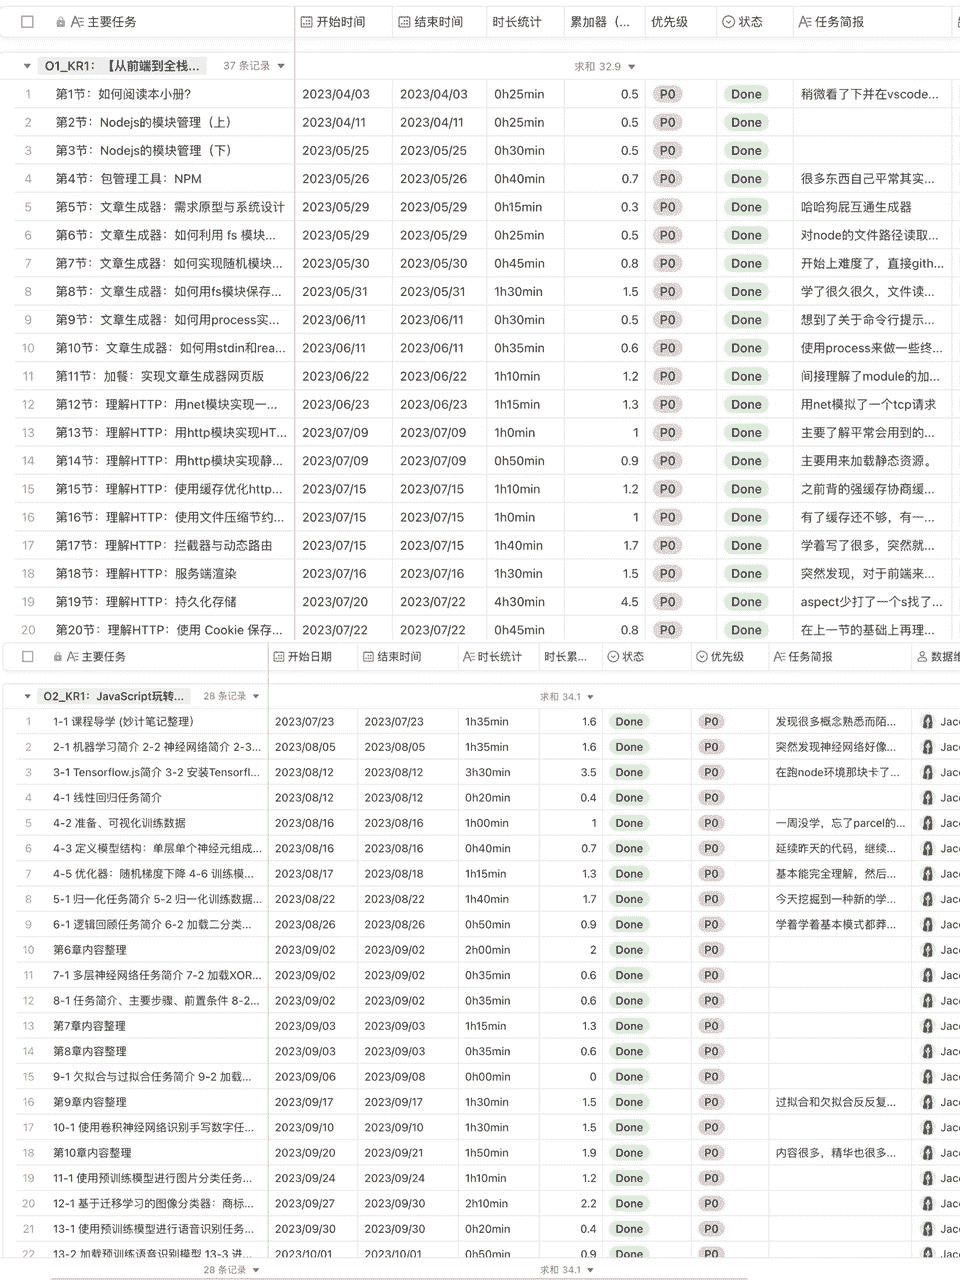 主要任务 开始时间 结束时间 时长统计 累加器（... 优先级 状态 任务简报
O1_KR1：【从前端到全栈... 37 条记录 求和 32.9
1 第1节：如何阅读本小册? 2023/04/03 2023/04/03 0h25min 0.5 P0 Done 稍微看了下并在vscode...
2 第2节：Nodejs的模块管理（上） 2023/04/11 2023/04/11 0h25min 0.5 P0 Done
3 第3节：Nodejs的模块管理（下） 2023/05/25 2023/05/25 0h30min 0.5 P0 Done
4 第4节：包管理工具：NPM 2023/05/26 2023/05/26 0h40min 0.7 P0 Done 很多东西自己平常其实...
5 第5节：文章生成器：需求原型与系统设计 2023/05/29 2023/05/29 0h15min 0.3 P0 Done 哈哈狗屁互通生成器
6 第6节：文章生成器：如何利用 fs 模块... 2023/05/29 2023/05/29 0h25min 0.5 P0 Done 对node的文件路径读取...
7 第7节：文章生成器：如何实现随机模块... 2023/05/30 2023/05/30 0h45min 0.8 P0 Done 开始上难度了，直接gith...
8 第8节：文章生成器：如何用fs模块保存... 2023/05/31 2023/05/31 1h30min 1.5 P0 Done 学了很久很久，文件读...
9 第9节：文章生成器：如何用process实... 2023/06/11 2023/06/11 0h30min 0.5 P0 Done 想到了关于命令行提示...
10 第10节：文章生成器：如何用stdin和rea... 2023/06/11 2023/06/11 0h35min 0.6 P0 Done 使用process来做一些终...
11 第11节：加餐：实现文章生成器网页版 2023/06/22 2023/06/22 1h10min 1.2 P0 Done 间接理解了module的加...
12 第12节：理解HTTP：用net模块实现一... 2023/06/23 2023/06/23 1h15min 1.3 P0 Done 用net模拟了一个tcp请求
13 第13节：理解HTTP：用http模块实现HT... 2023/07/09 2023/07/09 1h0min 1 P0 Done 主要了解平常会用到的...
14 第14节：理解HTTP：用http模块实现静... 2023/07/09 2023/07/09 0h50min 0.9 P0 Done 主要用来加载静态资源。
15 第15节：理解HTTP：使用缓存优化http... 2023/07/15 2023/07/15 1h10min 1.2 P0 Done 之前背的强缓存协商缓...
16 第16节：理解HTTP：使用文件压缩节约... 2023/07/15 2023/07/15 1h0min 1 P0 Done 有了缓存还不够，有一...
17 第17节：理解HTTP：拦截器与动态路由 2023/07/15 2023/07/15 1h40min 1.7 P0 Done 学着写了很多，突然就...
18 第18节：理解HTTP：服务端渲染 2023/07/16 2023/07/16 1h30min 1.5 P0 Done 突然发现，对于前端来...
19 第19节：理解HTTP：持久化存储 2023/07/20 2023/07/22 4h30min 4.5 P0 Done aspect少打了一个s找了...
20 第20节：理解HTTP：使用 Cookie 保存... 2023/07/22 2023/07/22 0h45min 0.8 P0 Done 在上一节的基础上再理...
主要任务 开始日期 结束时间 时长统计 时长累... 状态 优先级 任务简报 数据维
O2_KR1：JavaScript玩转... 28 条记录 求和 34.1
1 1-1 课程导学 (妙计笔记整理) 2023/07/23 2023/07/23 1h35min 1.6 Done P0 发现很多概念熟悉而陌... Jac
2 2-1 机器学习简介 2-2 神经网络简介 2-3... 2023/08/05 2023/08/05 1h35min 1.6 Done P0 突然发现神经网络好像... Jac
3 3-1 Tensorflow.js简介 3-2 安装Tensorfl... 2023/08/12 2023/08/12 3h30min 3.5 Done P0 在跑node环境那块卡了... Jac
4 4-1 线性回归任务简介 2023/08/12 2023/08/12 0h20min 0.4 Done P0 Jac
5 4-2 准备、可视化训练数据 2023/08/16 2023/08/16 1h00min 1 Done P0 一周没学，忘了parcel的... Jac
6 4-3 定义模型结构：单层单个神经元组成... 2023/08/16 2023/08/16 0h40min 0.7 Done P0 延续昨天的代码，继续... Jac
7 4-5 优化器：随机梯度下降 4-6 训练模... 2023/08/17 2023/08/18 1h15min 1.3 Done P0 基本能完全理解，然后... Jac
8 5-1 归一化任务简介 5-2 归一化训练数据... 2023/08/22 2023/08/22 1h40min 1.7 Done P0 今天挖掘到一种新的学... Jac
9 6-1 逻辑回顾任务简介 6-2 加载二分类... 2023/08/26 2023/08/26 0h50min 0.9 Done P0 学着学着基本模式都莽... Jac
10 第6章内容整理 2023/09/02 2023/09/02 2h00min 2 Done P0 Jac
11 7-1 多层神经网络任务简介 7-2 加载XOR... 2023/09/02 2023/09/02 0h35min 0.6 Done P0 Jac
12 8-1 任务简介、主要步骤、前置条件 8-2... 2023/09/02 2023/09/02 0h35min 0.6 Done P0 Jac
13 第7章内容整理 2023/09/03 2023/09/03 1h15min 1.3 Done P0 Jac
14 第8章内容整理 2023/09/03 2023/09/03 0h35min 0.6 Done P0 Jac
15 9-1 欠拟合与过拟合任务简介 9-2 加载... 2023/09/06 2023/09/08 0h00min 0 Done P0 Jac
16 第9章内容整理 2023/09/17 2023/09/17 1h30min 1.5 Done P0 过拟合和欠拟合反反复... Jac
17 10-1 使用卷积神经网络识别手写数字任... 2023/09/10 2023/09/10 1h30min 1.5 Done P0 Jac
18 第10章内容整理 2023/09/20 2023/09/21 1h50min 1.9 Done P0 内容很多，精华也很多... Jac
19 11-1 使用预训练模型进行图片分类任务... 2023/09/24 2023/09/24 1h10min 1.2 Done P0 Jac
20 12-1 基于迁移学习的图像分类器：商标... 2023/09/27 2023/09/30 2h10min 2.2 Done P0 Jac
21 13-1 使用预训练模型进行语音识别任务... 2023/09/30 2023/09/30 0h20min 0.4 Done P0 Jac
22 13-2 加载预训练语音识别模型 13-3 进... 2023/10/01 2023/10/01 0h50min 0.9 Done P0 Jac
28 条记录 求和 34.1